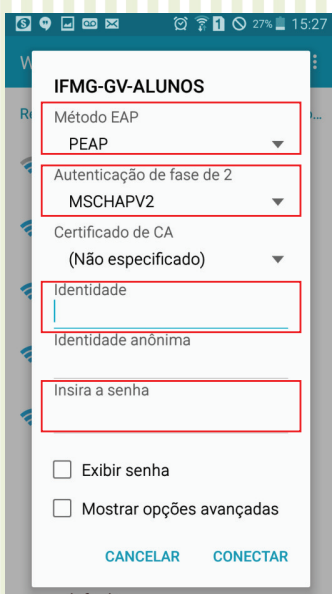 27% 15:27
IFMG-GV-ALUNOS
Método EAP
PEAP
Autenticação de fase de 2
MSCHAPV2
Certificado de CA
(Não especificado)
Identidade
Identidade anônima
Insira a senha
Exibir senha
Mostrar opções avançadas
CANCELAR CONECTAR